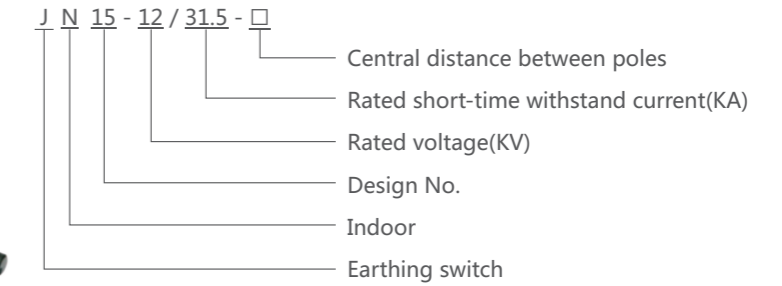 J N 15 - 12 / 31.5 - □
Central distance between poles
Rated short-time withstand current(KA)
Rated voltage(KV)
Design No.
Indoor
Earthing switch